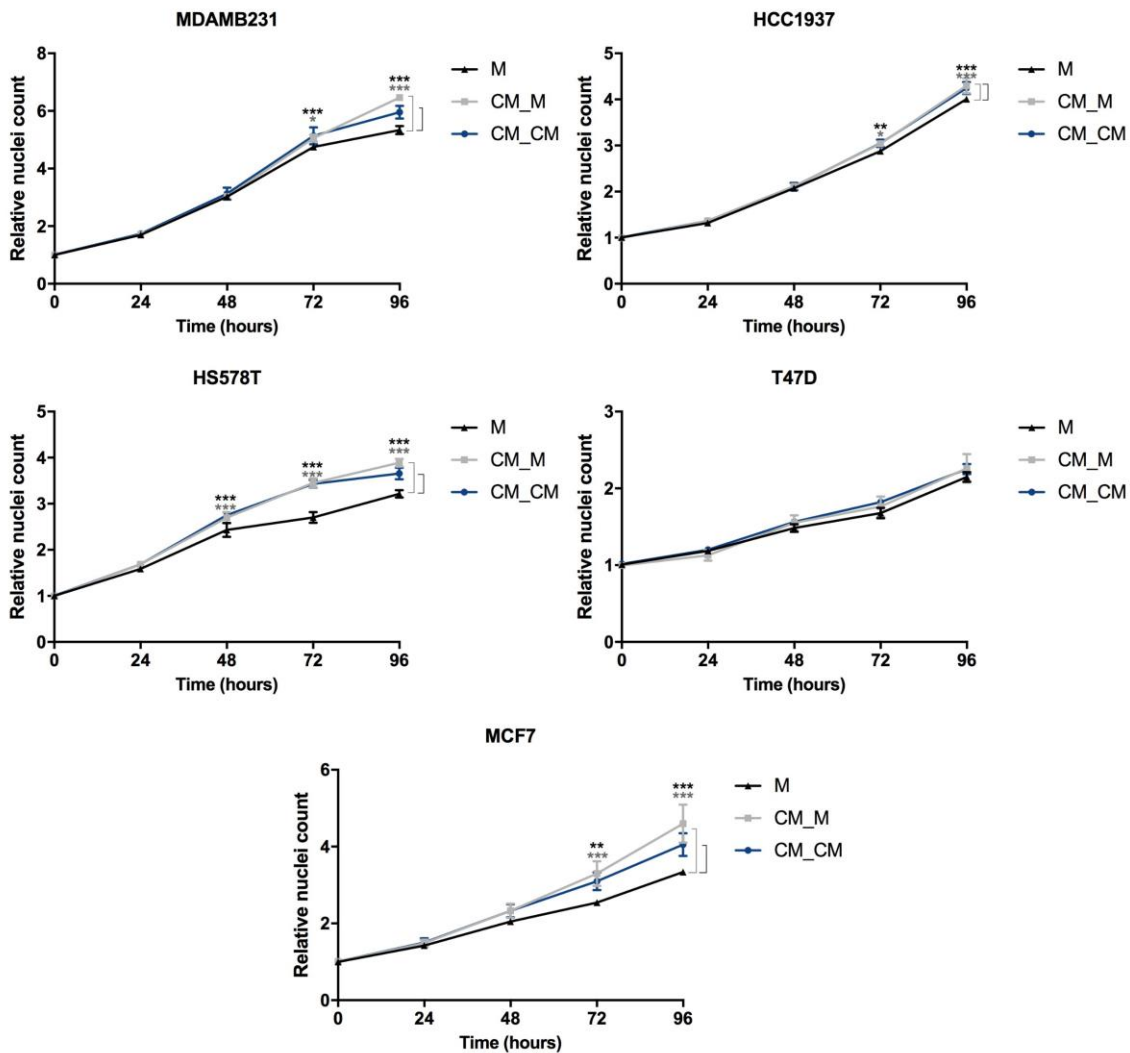 MDAMB231
8
6
4
2
0
Relative nuclei count
***
*
***
***
0 24 48 72 96
Time (hours)
M
CM_M
CM_CM
HCC1937
5
4
3
2
1
0
Relative nuclei count
**
*
***
***
0 24 48 72 96
Time (hours)
M
CM_M
CM_CM
HS578T
5
4
3
2
1
0
Relative nuclei count
***
***
***
***
***
***
0 24 48 72 96
Time (hours)
M
CM_M
CM_CM
T47D
3
2
1
0
Relative nuclei count
0 24 48 72 96
Time (hours)
M
CM_M
CM_CM
MCF7
6
4
2
0
Relative nuclei count
**
***
***
***
0 24 48 72 96
Time (hours)
M
CM_M
CM_CM